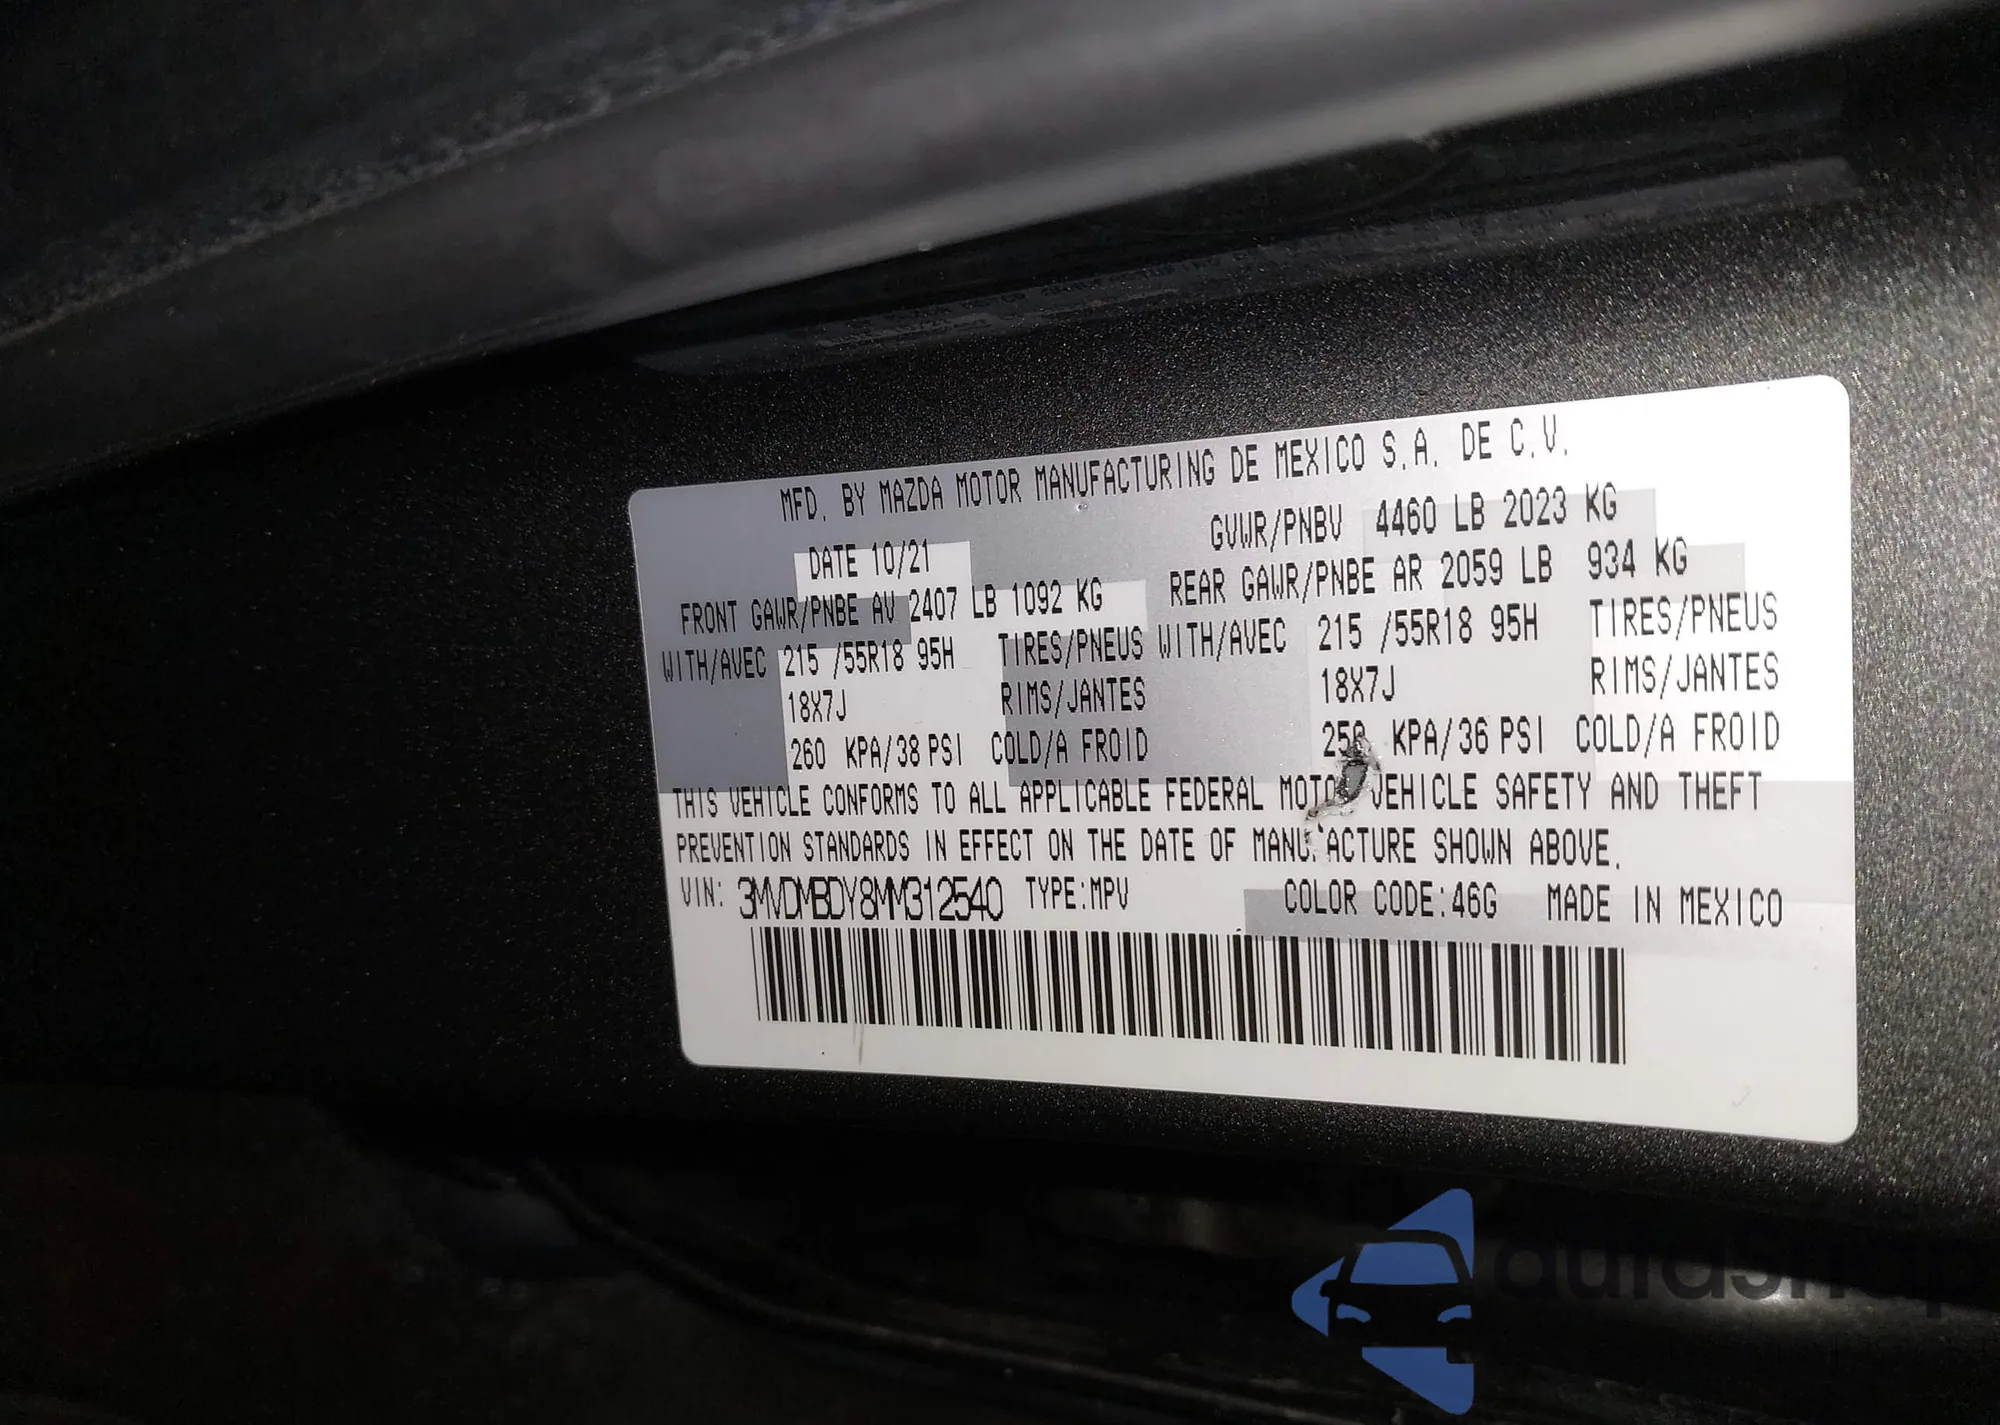 MFD. BY MAZDA MOTOR MANUFACTURING DE MEXICO S.A. DE C.V.
DATE 10/21 GVWR/PNBV 4460 LB 2023 KG
FRONT GAWR/PNBE AV 2407 LB 1092 KG REAR GAWR/PNBE AR 2059 LB 934 KG
WITH/AVEC 215 /55R18 95H TIRES/PNEUS WITH/AVEC 215 /55R18 95H TIRES/PNEUS
18X7J RIMS/JANTES 18X7J RIMS/JANTES
260 KPA/38 PSI COLD/A FROID 250 KPA/36 PSI COLD/A FROID
THIS VEHICLE CONFORMS TO ALL APPLICABLE FEDERAL MOTOR VEHICLE SAFETY AND THEFT
PREVENTION STANDARDS IN EFFECT ON THE DATE OF MANUFACTURE SHOWN ABOVE.
VIN: 3MVDMBDY8MM312540 TYPE:MPV COLOR CODE:46G MADE IN MEXICO
autasnap